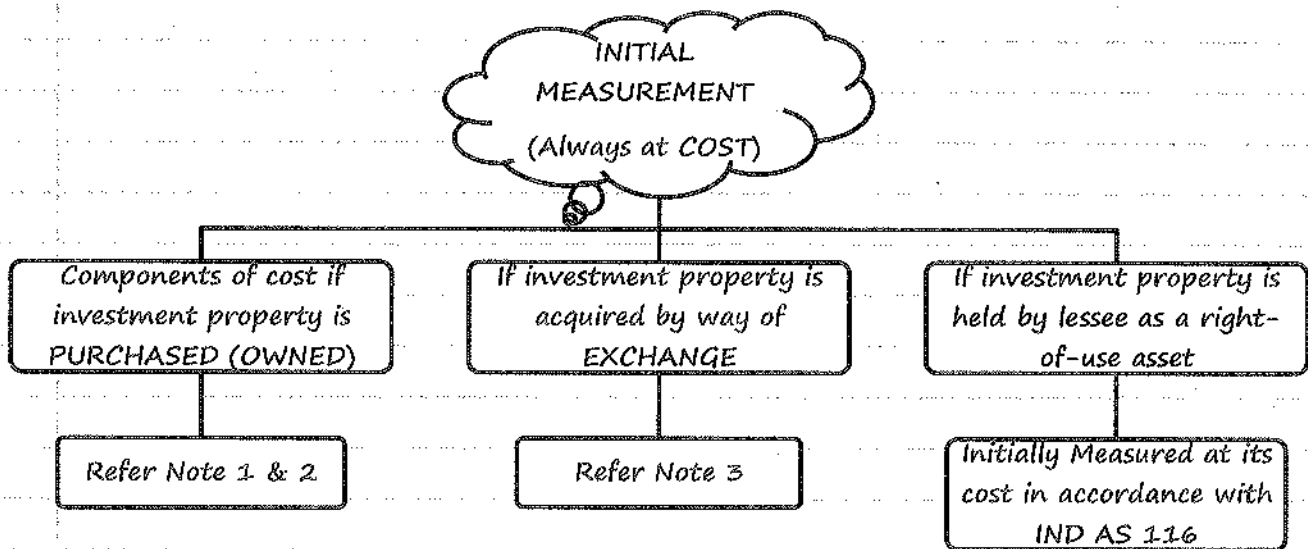 INITIAL
MEASUREMENT
(Always at COST)
Components of cost if
investment property is
PURCHASED (OWNED)
If investment property is
acquired by way of
EXCHANGE
If investment property is
held by lessee as a right-
of-use asset
Refer Note 1 & 2
Refer Note 3
Initially Measured at its
cost in accordance with
IND AS 116